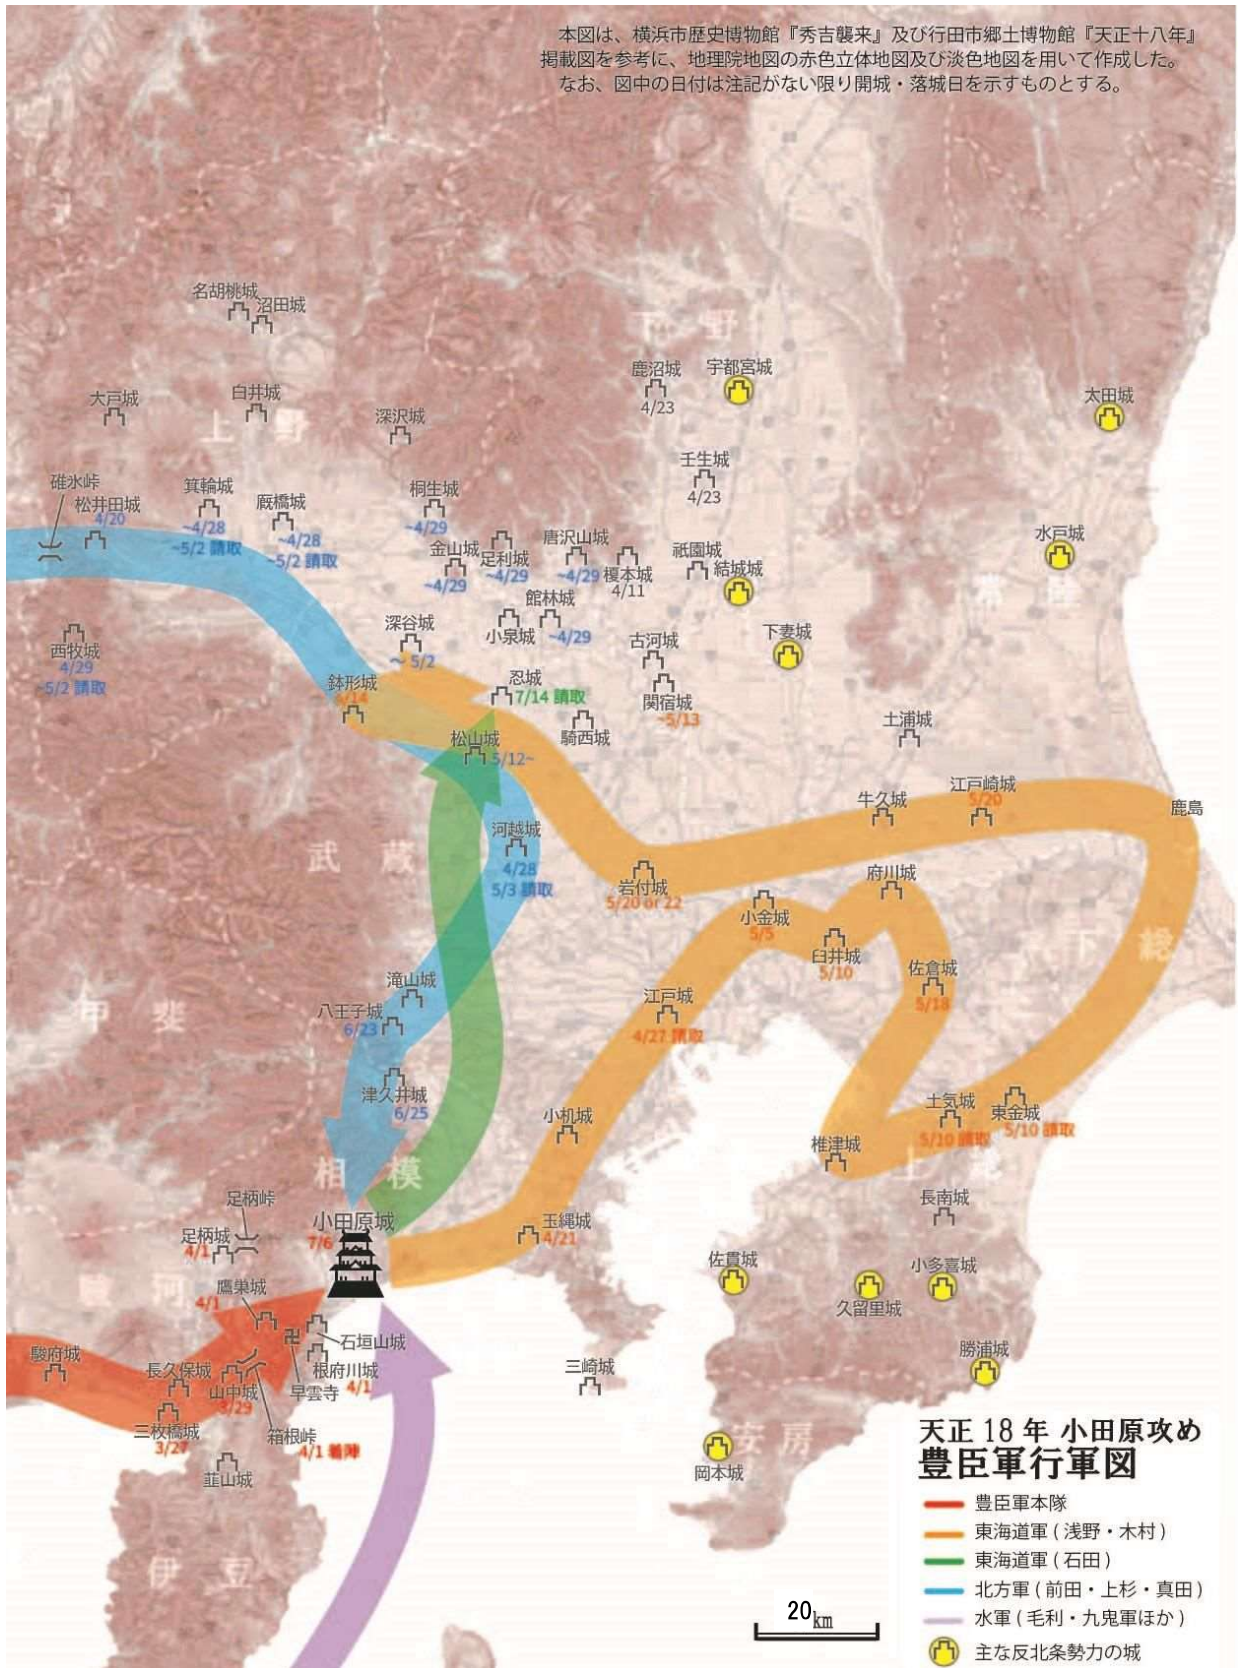 本図は、横浜市歴史博物館『秀吉襲来』及び行田市郷土博物館『天正十八年』
掲載図を参考に、地理院地図の赤色立体地図及び淡色地図を用いて作成した。
なお、図中の日付は注記がない限り開城・落城日を示すものとする。
名胡桃城
沼田城
下野
鹿沼城
4/23
宇都宮城
太田城
大戸城
白井城
上野
深沢城
壬生城
4/23
碓氷峠
松井田城
4/20
箕輪城
~4/28
~5/2 請取
厩橋城
~4/28
~5/2 請取
桐生城
~4/29
金山城
~4/29
足利城
~4/29
唐沢山城
~4/29
榎本城
4/11
祇園城
結城城
水戸城
常陸
館林城
~4/29
小泉城
深谷城
~ 5/2
古河城
下妻城
西牧城
4/29
~5/2 請取
鉢形城
忍城
7/14 請取
関宿城
~5/13
騎西城
松山城
5/12~
土浦城
牛久城
江戸崎城
5/20
鹿島
河越城
4/28
5/3 請取
武蔵
岩付城
5/20 or 22
府川城
小金城
5/5
臼井城
5/10
佐倉城
5/18
下総
滝山城
八王子城
6/23
江戸城
4/27 請取
甲斐
津久井城
6/25
小机城
土気城
5/10 請取
東金城
5/10 請取
椎津城
上総
相模
長南城
足柄峠
足柄城
4/1
小田原城
7/6
玉縄城
4/21
駿河
鷹巣城
4/1
佐貫城
久留里城
小多喜城
石垣山城
根府川城
4/1
早雲寺
駿府城
長久保城
山中城
3/29
三枚橋城
3/27
箱根峠
4/1 着陣
韮山城
三崎城
勝浦城
安房
岡本城
伊豆
天正 18 年 小田原攻め
豊臣軍行軍図
豊臣軍本隊
東海道軍 ( 浅野・木村 )
東海道軍 ( 石田 )
北方軍 ( 前田・上杉・真田 )
水軍 ( 毛利・九鬼軍ほか )
主な反北条勢力の城
20km